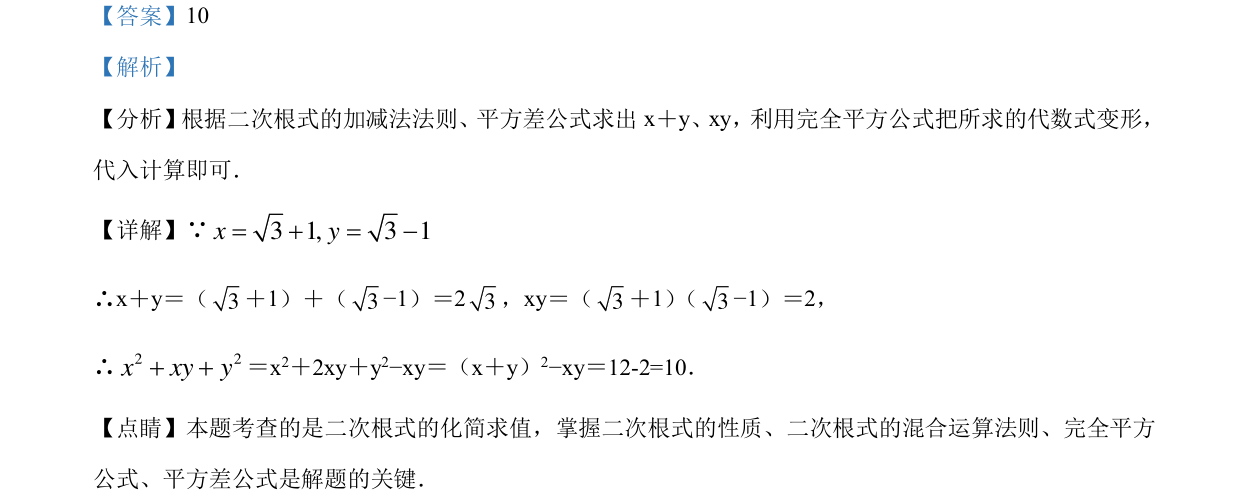 【答案】10
【解析】
【分析】根据二次根式的加减法法则、平方差公式求出 x＋y、xy，利用完全平方公式把所求的代数式变形，
代入计算即可．
【详解】∵ x = √3 +1, y = √3 −1
∴x＋y＝（√3＋1）＋（√3−1）＝2√3，xy＝（√3＋1）（√3−1）＝2，
∴ x² + xy + y²＝x²＋2xy＋y²−xy＝（x＋y）²−xy＝12-2=10．
【点睛】本题考查的是二次根式的化简求值，掌握二次根式的性质、二次根式的混合运算法则、完全平方
公式、平方差公式是解题的关键．